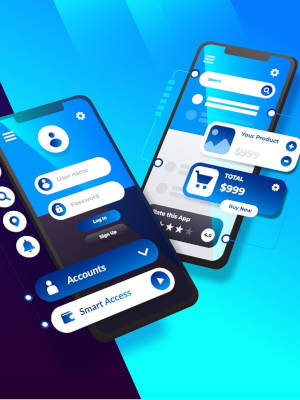 Search
Your Product
$999
TOTAL
$999
Buy Now
Rate this App
4.0
User name
Password
Log In
Sign Up
Accounts
Smart Access